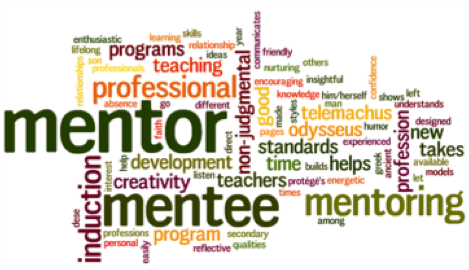 enthusiastic
learning
skills
lifelong
programs
relationship
year
communicates
son
ideas
friendly
relationships
professionals
teaching
nurturing
others
professional
non-judgmental
encouraging
insightful
confidence
absence
go
different
good
knowledge
him/herself
shows
left
mentor
faith
direct
pages
made
styles
man
telemachus
understands
odysseus
humor
profession
designed
new
standards
experienced
takes
induction
interest
help
development
time
builds
helps
greek
ancient
available
models
creativity
listen
teachers
protégé's
energetic
let
mentee
times
mentoring
among
dese
professions
program
secondary
personal
easily
reflective
qualities